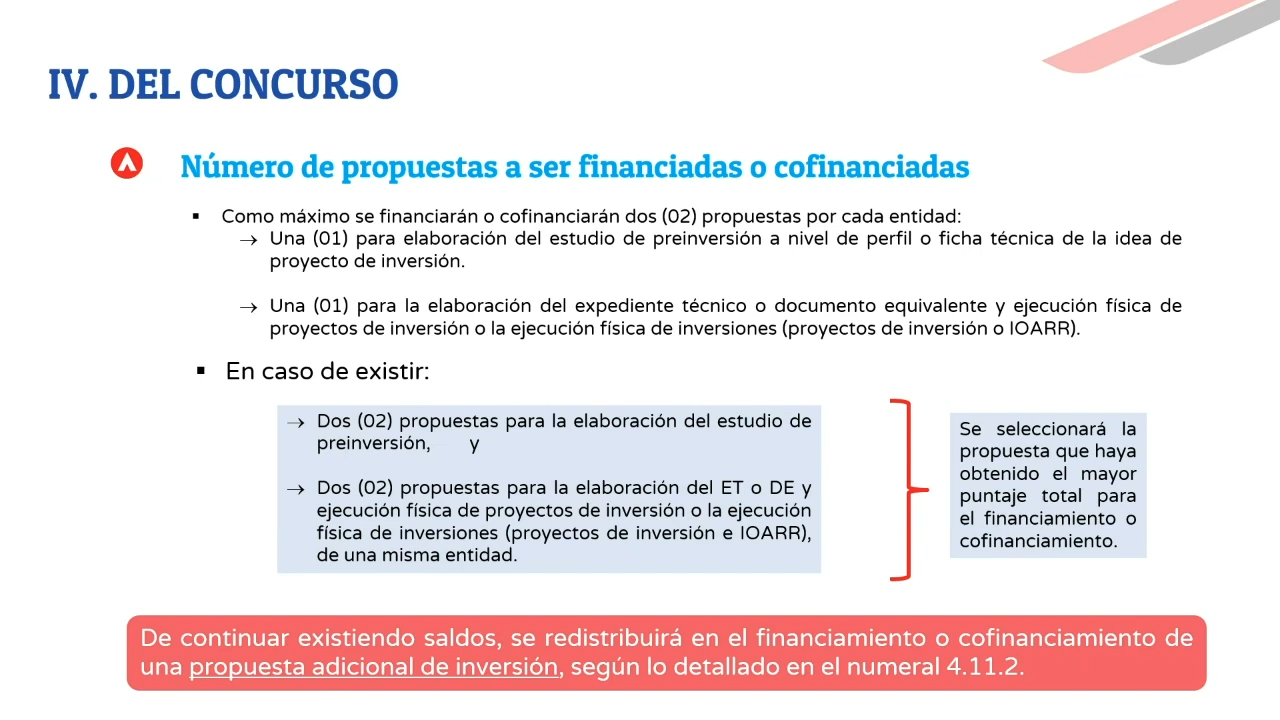 IV. DEL CONCURSO
Número de propuestas a ser financiadas o cofinanciadas
▪ Como máximo se financiarán o cofinanciarán dos (02) propuestas por cada entidad:
→ Una (01) para elaboración del estudio de preinversión a nivel de perfil o ficha técnica de la idea de
proyecto de inversión.
→ Una (01) para la elaboración del expediente técnico o documento equivalente y ejecución física de
proyectos de inversión o la ejecución física de inversiones (proyectos de inversión o IOARR).
▪ En caso de existir:
→ Dos (02) propuestas para la elaboración del estudio de
preinversión, y
→ Dos (02) propuestas para la elaboración del ET o DE y
ejecución física de proyectos de inversión o la ejecución
física de inversiones (proyectos de inversión e IOARR),
de una misma entidad.
Se seleccionará la
propuesta que haya
obtenido el mayor
puntaje total para
el financiamiento o
cofinanciamiento.
De continuar existiendo saldos, se redistribuirá en el financiamiento o cofinanciamiento de
una propuesta adicional de inversión, según lo detallado en el numeral 4.11.2.